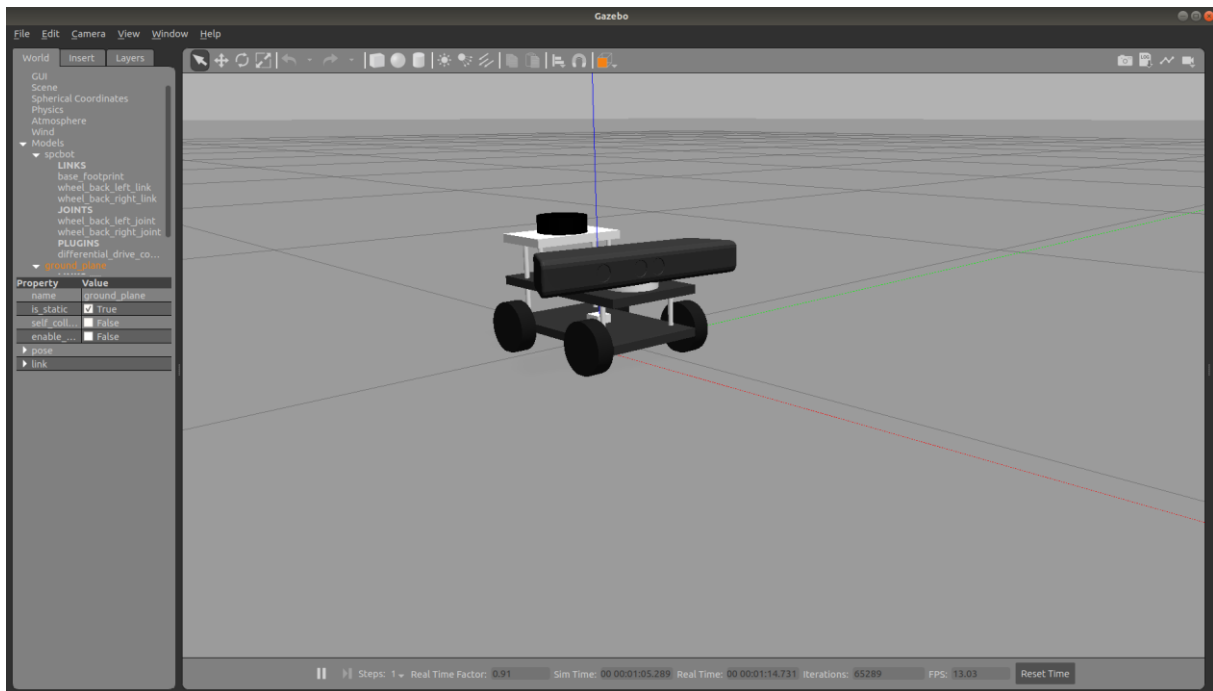 Gazebo
File Edit Camera View Window Help
World Insert Layers
GUI
Scene
Spherical Coordinates
Physics
Atmosphere
Wind
Models
spcbot
LINKS
base_footprint
wheel_back_left_link
wheel_back_right_link
JOINTS
wheel_back_left_joint
wheel_back_right_joint
PLUGINS
differential_drive_co...
ground_plane
Property Value
name ground_plane
is_static True
self_coll... False
enable_... False
pose
link
Steps: 1 Real Time Factor: 0.91 Sim Time: 00 00:01:05.289 Real Time: 00 00:01:14.731 Iterations: 65289 FPS: 13.03 Reset Time